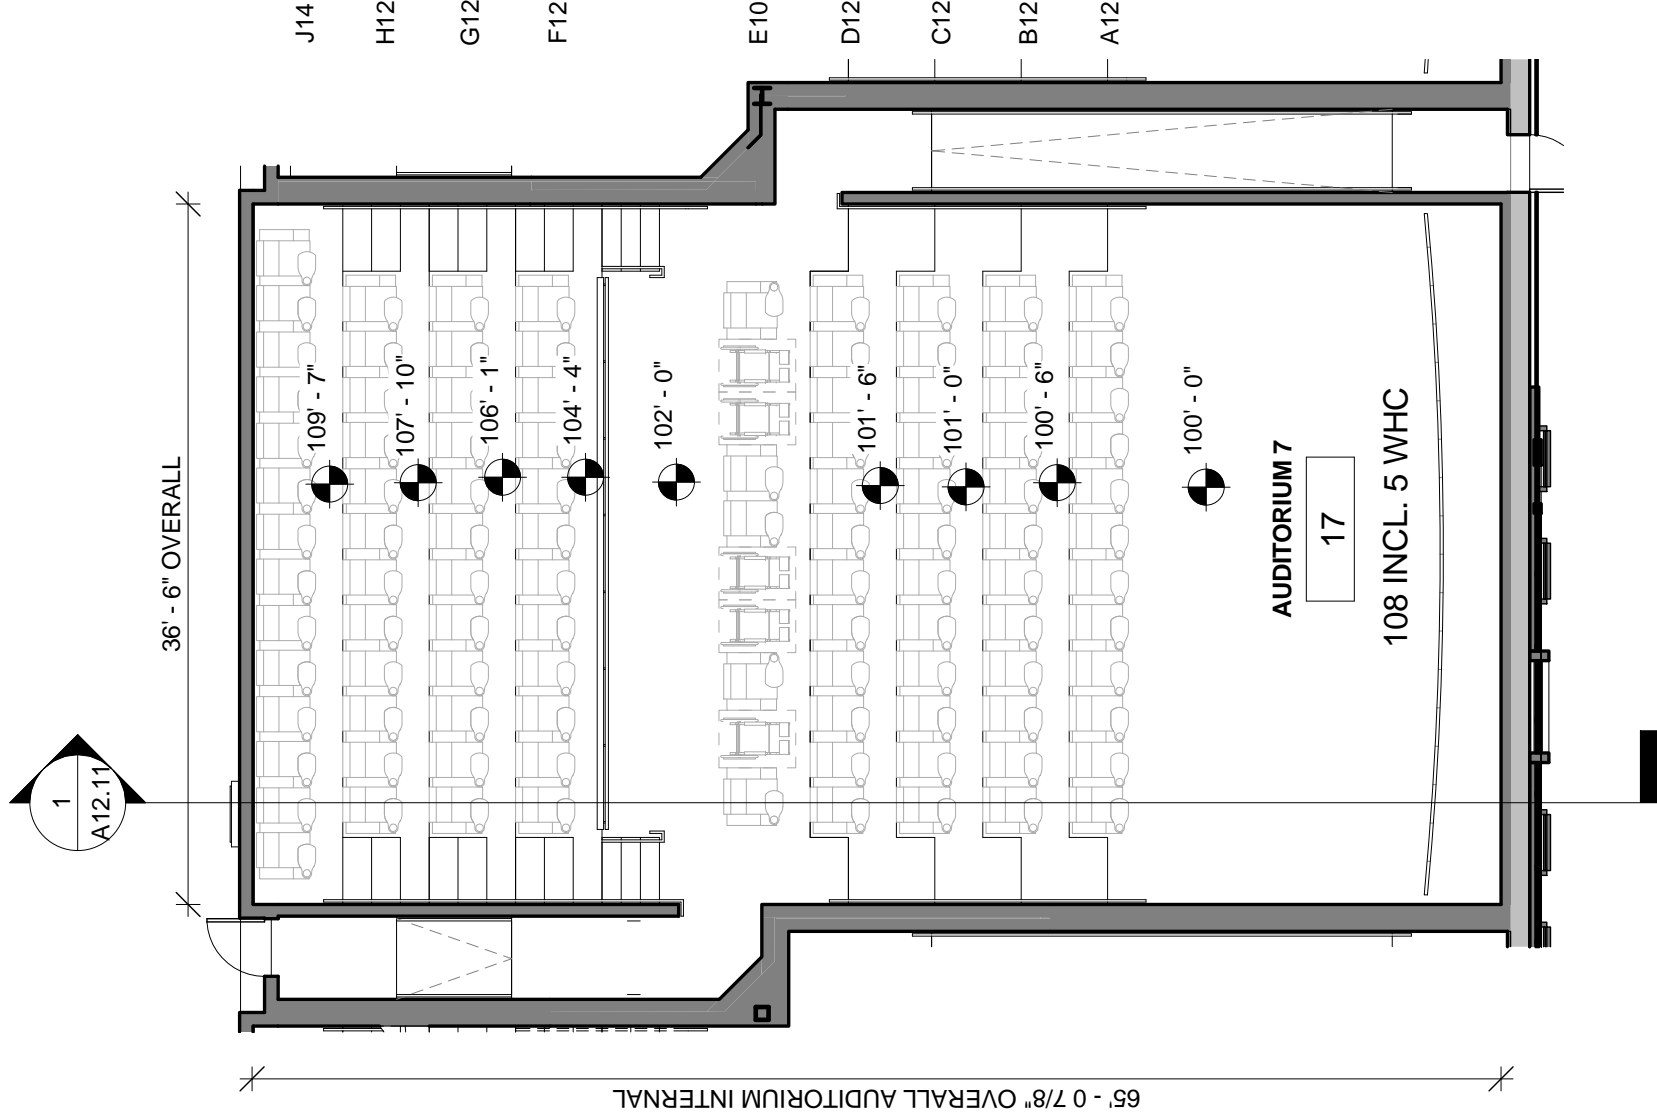 J14
H12
G12
F12
E10
D12
C12
B12
A12
36' - 6" OVERALL
109' - 7"
107' - 10"
106' - 1"
104' - 4"
102' - 0"
101' - 6"
101' - 0"
100' - 6"
100' - 0"
AUDITORIUM 7
17
108 INCL. 5 WHC
1
A12.11
65' - 0 7/8" OVERALL AUDITORIUM INTERNAL